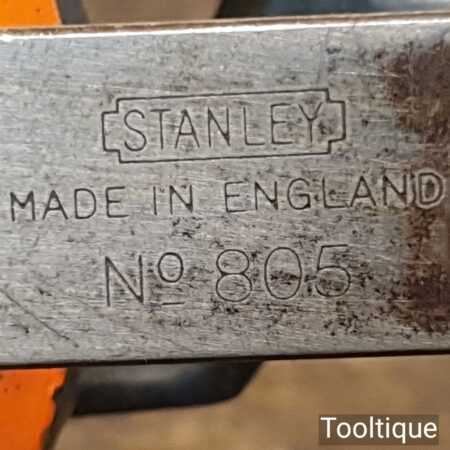 STANLEY
MADE IN ENGLAND
Nº 805
Tooltique